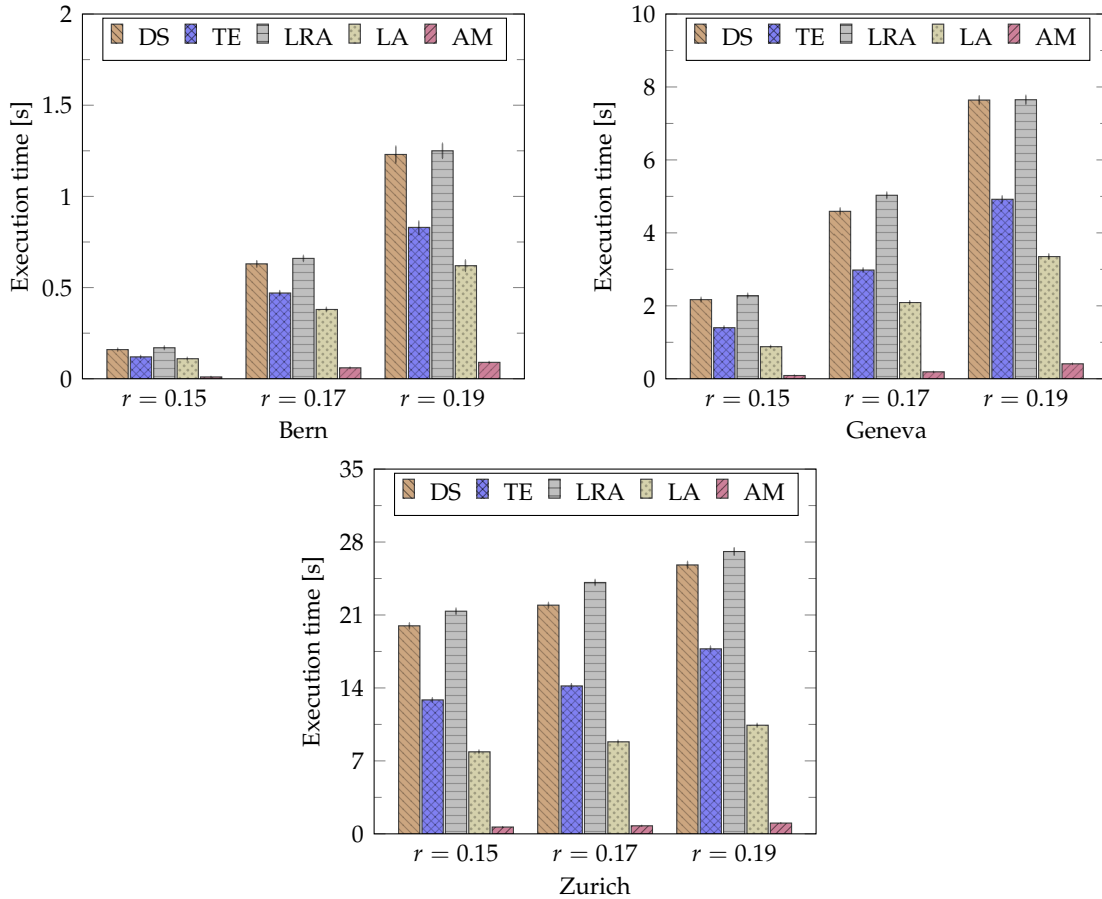 DS TE LRA LA AM
2
1.5
1
0.5
0
Execution time [s]
r = 0.15 r = 0.17 r = 0.19
Bern
DS TE LRA LA AM
10
8
6
4
2
0
Execution time [s]
r = 0.15 r = 0.17 r = 0.19
Geneva
DS TE LRA LA AM
35
28
21
14
7
0
Execution time [s]
r = 0.15 r = 0.17 r = 0.19
Zurich